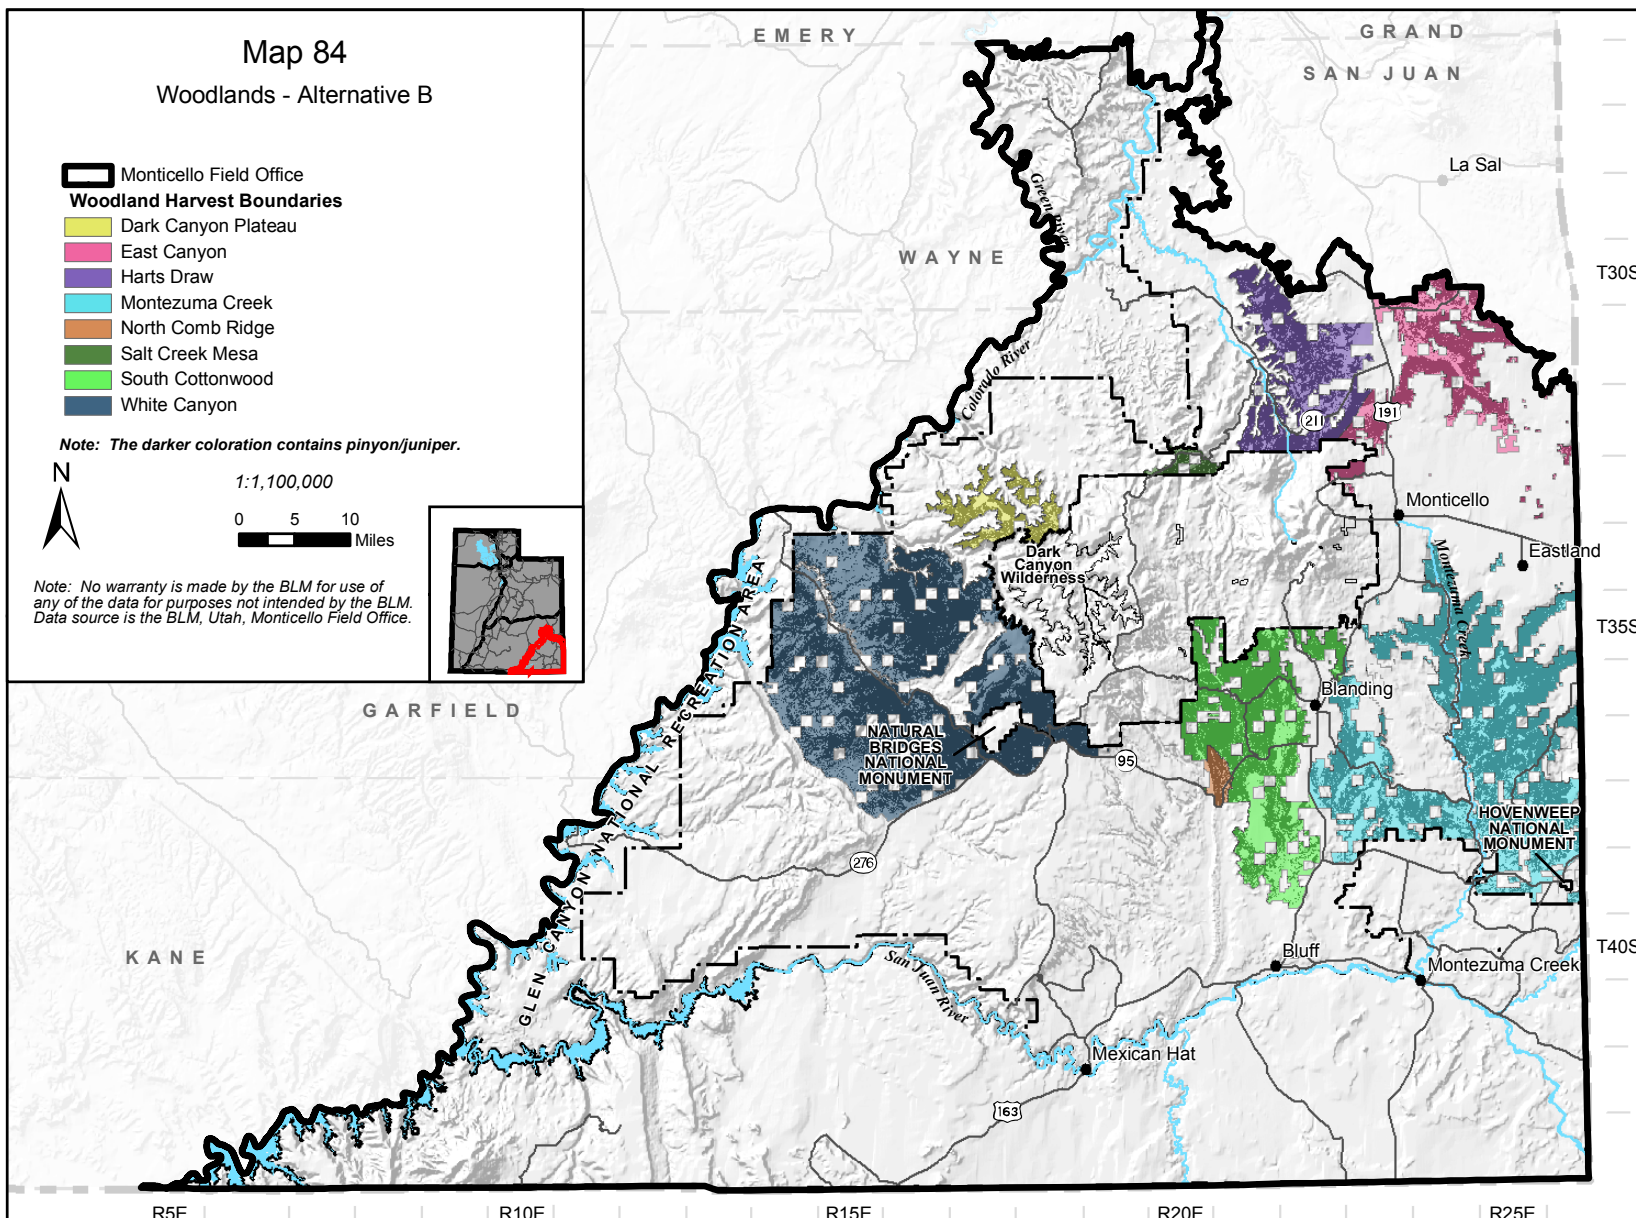 Map 84
Woodlands - Alternative B
Monticello Field Office
Woodland Harvest Boundaries
Dark Canyon Plateau
East Canyon
Harts Draw
Montezuma Creek
North Comb Ridge
Salt Creek Mesa
South Cottonwood
White Canyon
Note: The darker coloration contains pinyon/juniper.
N
1:1,100,000
0 5 10
Miles
Note: No warranty is made by the BLM for use of
any of the data for purposes not intended by the BLM.
Data source is the BLM, Utah, Monticello Field Office.
EMERY
GRAND
SAN JUAN
La Sal
Green River
WAYNE
T30S
Colorado River
191
211
Monticello
Eastland
Dark
Canyon
Wilderness
Montezuma Creek
T35S
GARFIELD
Blanding
NATURAL
BRIDGES
NATIONAL
MONUMENT
95
HOVENWEEP
NATIONAL
MONUMENT
276
GLEN CANYON NATIONAL RECREATION AREA
KANE
T40S
Bluff
San Juan River
Montezuma Creek
Mexican Hat
163
R5E
R10E
R15E
R20E
R25E